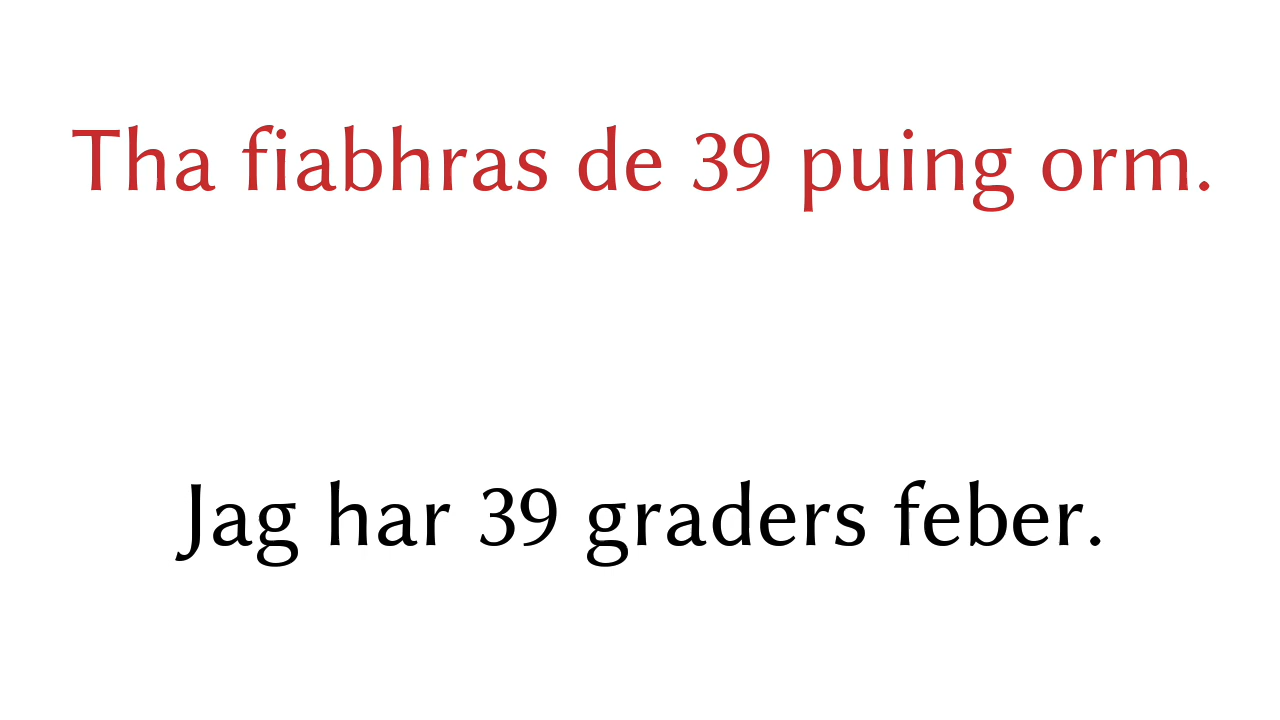 Tha fiabhras de 39 puing orm.
Jag har 39 graders feber.